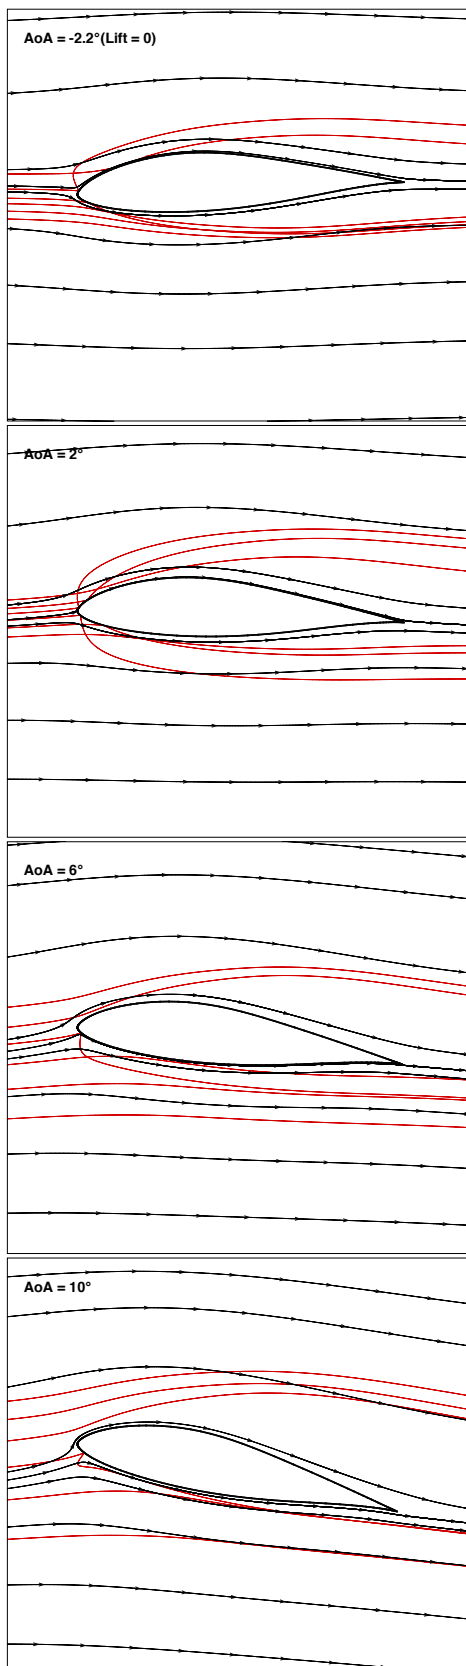 AoA = -2.2°(Lift = 0)
AoA = 2°
AoA = 6°
AoA = 10°